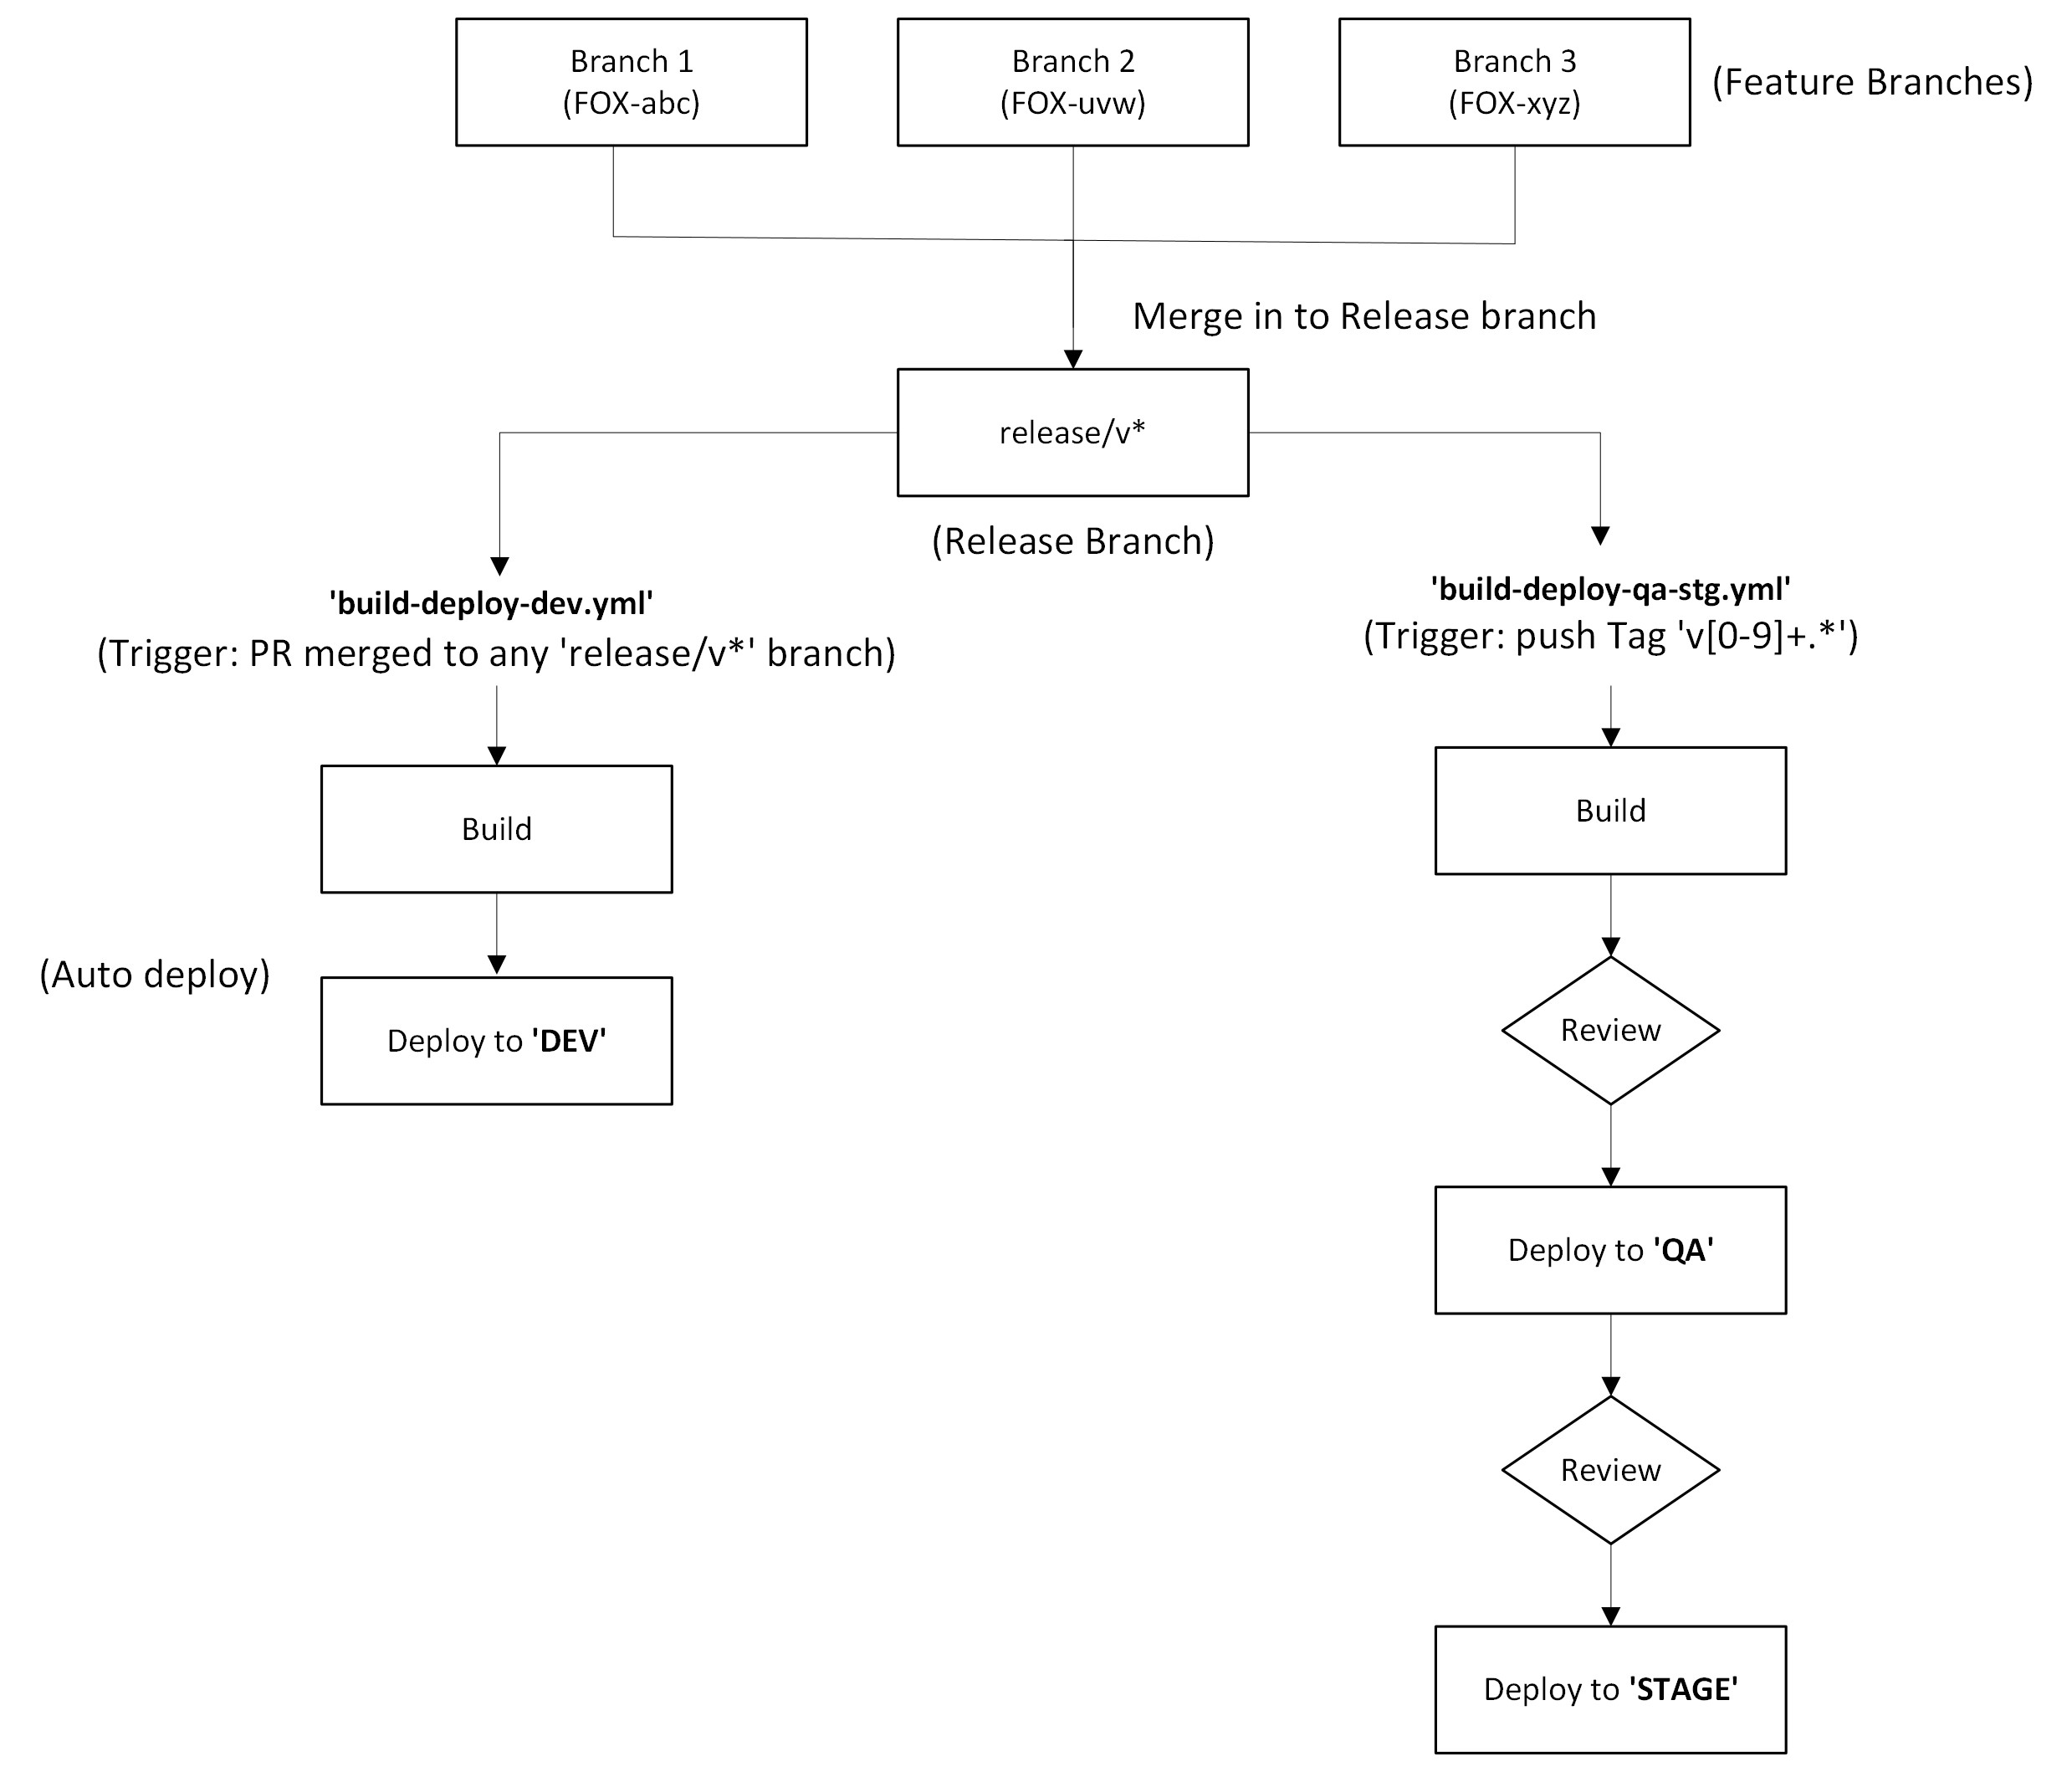 Branch 1
(FOX-abc)
Branch 2
(FOX-uvw)
Branch 3
(FOX-xyz)
(Feature Branches)
Merge in to Release branch
release/v*
(Release Branch)
'build-deploy-dev.yml'
(Trigger: PR merged to any 'release/v*' branch)
Build
(Auto deploy)
Deploy to 'DEV'
'build-deploy-qa-stg.yml'
(Trigger: push Tag 'v[0-9]+.*')
Build
Review
Deploy to 'QA'
Review
Deploy to 'STAGE'